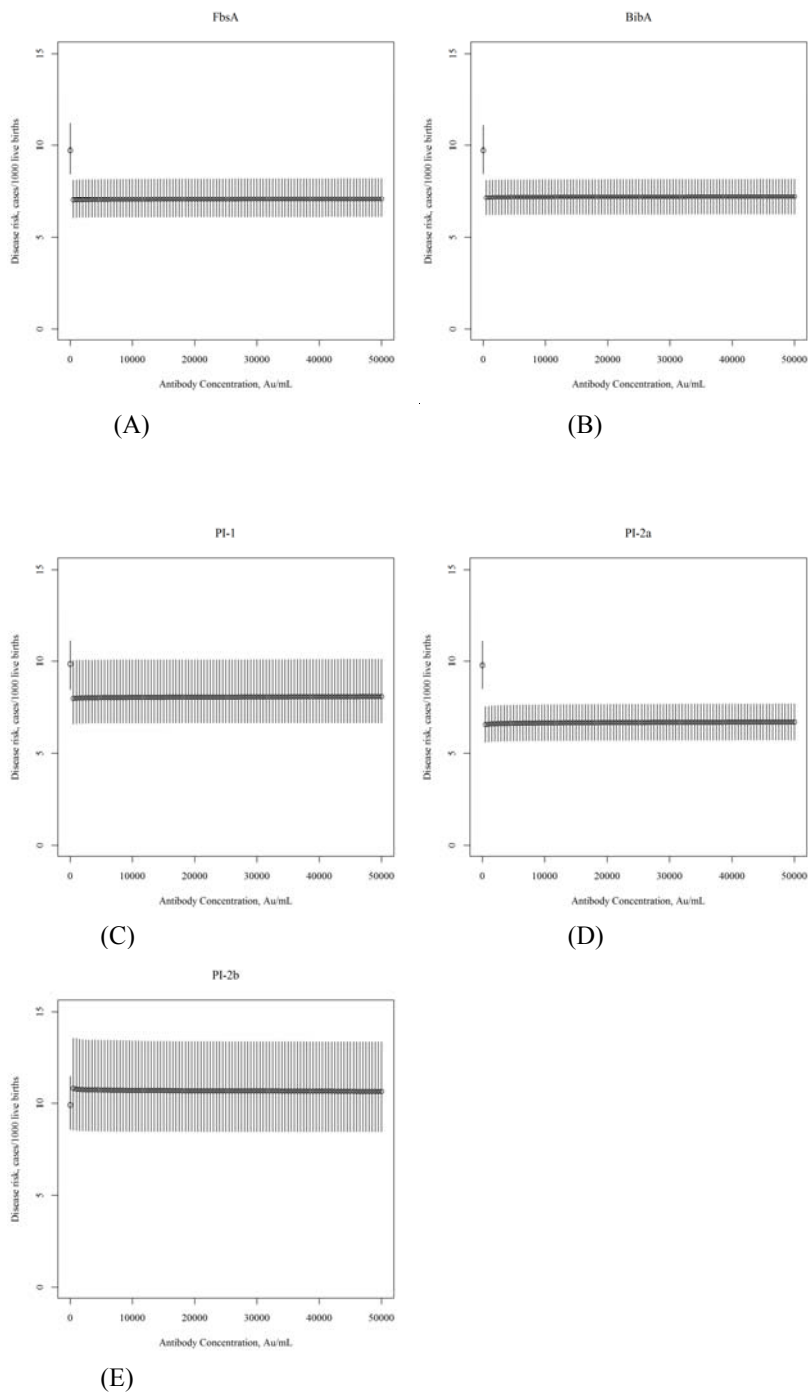 FbsA
BibA
Disease risk, cases/1000 live births
15
10
5
0
0 10000 20000 30000 40000 50000
Antibody Concentration, Au/mL
Disease risk, cases/1000 live births
15
10
5
0
0 10000 20000 30000 40000 50000
Antibody Concentration, Au/mL
(A)
(B)
PI-1
PI-2a
Disease risk, cases/1000 live births
15
10
5
0
0 10000 20000 30000 40000 50000
Antibody Concentration, Au/mL
Disease risk, cases/1000 live births
15
10
5
0
0 10000 20000 30000 40000 50000
Antibody Concentration, Au/mL
(C)
(D)
PI-2b
Disease risk, cases/1000 live births
15
10
5
0
0 10000 20000 30000 40000 50000
Antibody Concentration, Au/mL
(E)